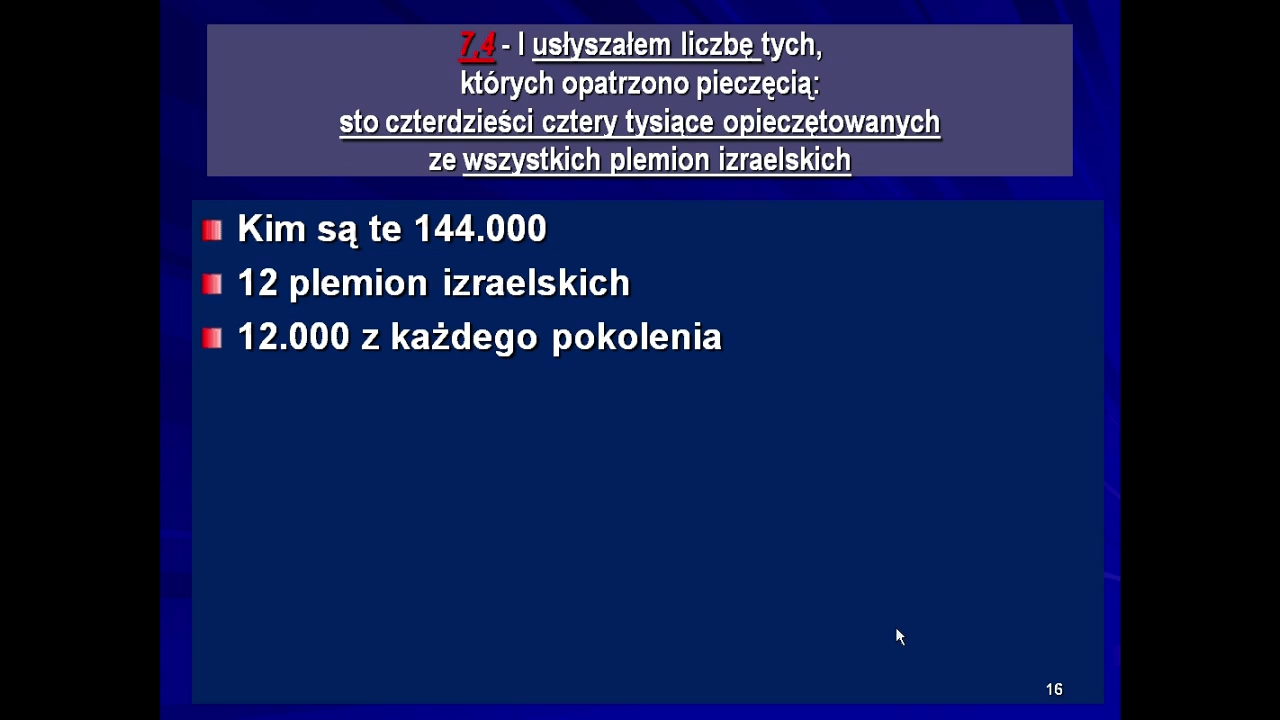 7,4 - I usłyszałem liczbę tych,
których opatrzono pieczęcią:
sto czterdzieści cztery tysiące opieczętowanych
ze wszystkich plemion izraelskich
Kim są te 144.000
12 plemion izraelskich
12.000 z każdego pokolenia
16